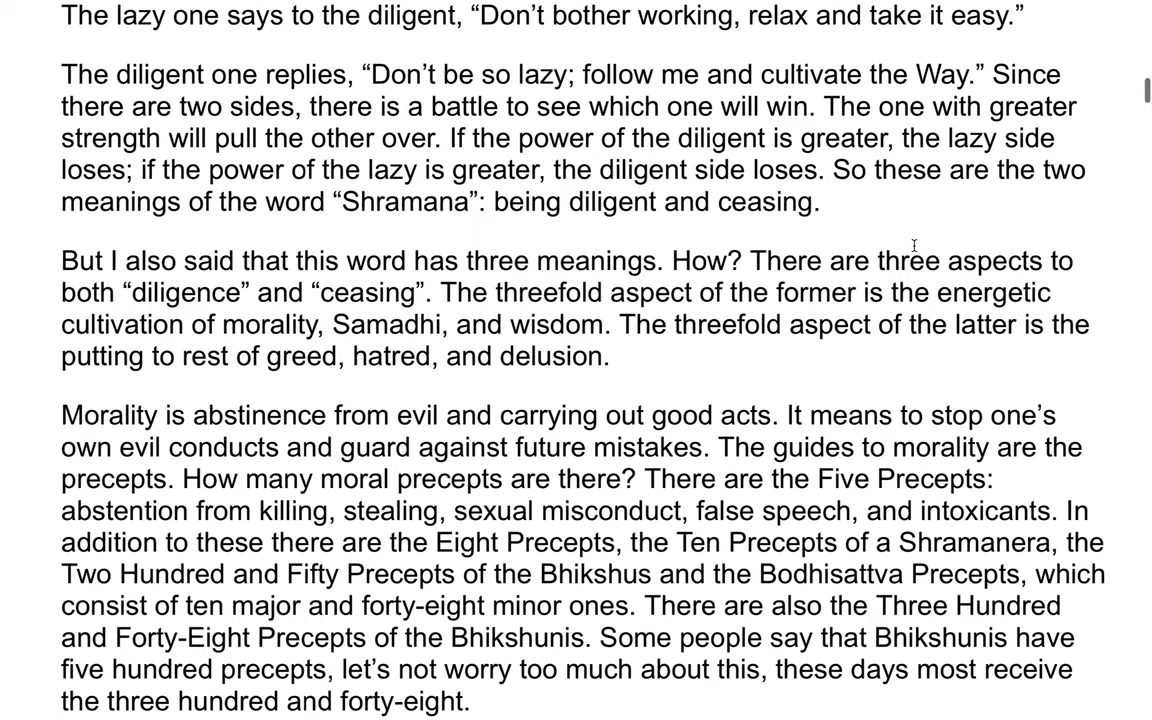 The lazy one says to the diligent, “Don’t bother working, relax and take it easy.”
The diligent one replies, “Don’t be so lazy; follow me and cultivate the Way.” Since
there are two sides, there is a battle to see which one will win. The one with greater
strength will pull the other over. If the power of the diligent is greater, the lazy side
loses; if the power of the lazy is greater, the diligent side loses. So these are the two
meanings of the word “Shramana”: being diligent and ceasing.
But I also said that this word has three meanings. How? There are three aspects to
both “diligence” and “ceasing”. The threefold aspect of the former is the energetic
cultivation of morality, Samadhi, and wisdom. The threefold aspect of the latter is the
putting to rest of greed, hatred, and delusion.
Morality is abstinence from evil and carrying out good acts. It means to stop one’s
own evil conducts and guard against future mistakes. The guides to morality are the
precepts. How many moral precepts are there? There are the Five Precepts:
abstention from killing, stealing, sexual misconduct, false speech, and intoxicants. In
addition to these there are the Eight Precepts, the Ten Precepts of a Shramanera, the
Two Hundred and Fifty Precepts of the Bhikshus and the Bodhisattva Precepts, which
consist of ten major and forty-eight minor ones. There are also the Three Hundred
and Forty-Eight Precepts of the Bhikshunis. Some people say that Bhikshunis have
five hundred precepts, let’s not worry too much about this, these days most receive
the three hundred and forty-eight.